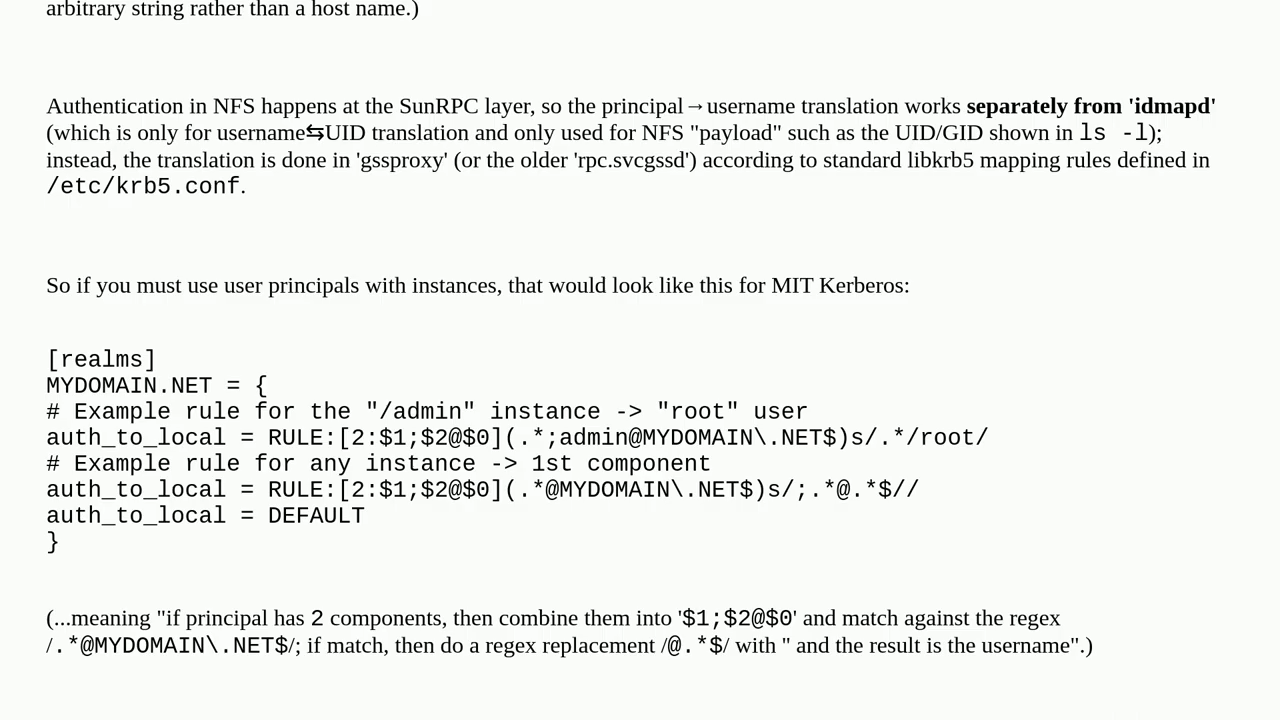 arbitrary string rather than a host name.)
Authentication in NFS happens at the SunRPC layer, so the principal→username translation works separately from 'idmapd'
(which is only for username⇆UID translation and only used for NFS "payload" such as the UID/GID shown in ls -l);
instead, the translation is done in 'gssproxy' (or the older 'rpc.svcgssd') according to standard libkrb5 mapping rules defined in
/etc/krb5.conf.
So if you must use user principals with instances, that would look like this for MIT Kerberos:
[realms]
MYDOMAIN.NET = {
# Example rule for the "/admin" instance -> "root" user
auth_to_local = RULE:[2:$1;$2@$0](.*;admin@MYDOMAIN\.NET$)s/.*/root/
# Example rule for any instance -> 1st component
auth_to_local = RULE:[2:$1;$2@$0](.*@MYDOMAIN\.NET$)s/;.*@.*$//
auth_to_local = DEFAULT
}
(...meaning "if principal has 2 components, then combine them into '$1;$2@$0' and match against the regex
/.*@MYDOMAIN\.NET$/; if match, then do a regex replacement /@.*$/ with '' and the result is the username".)